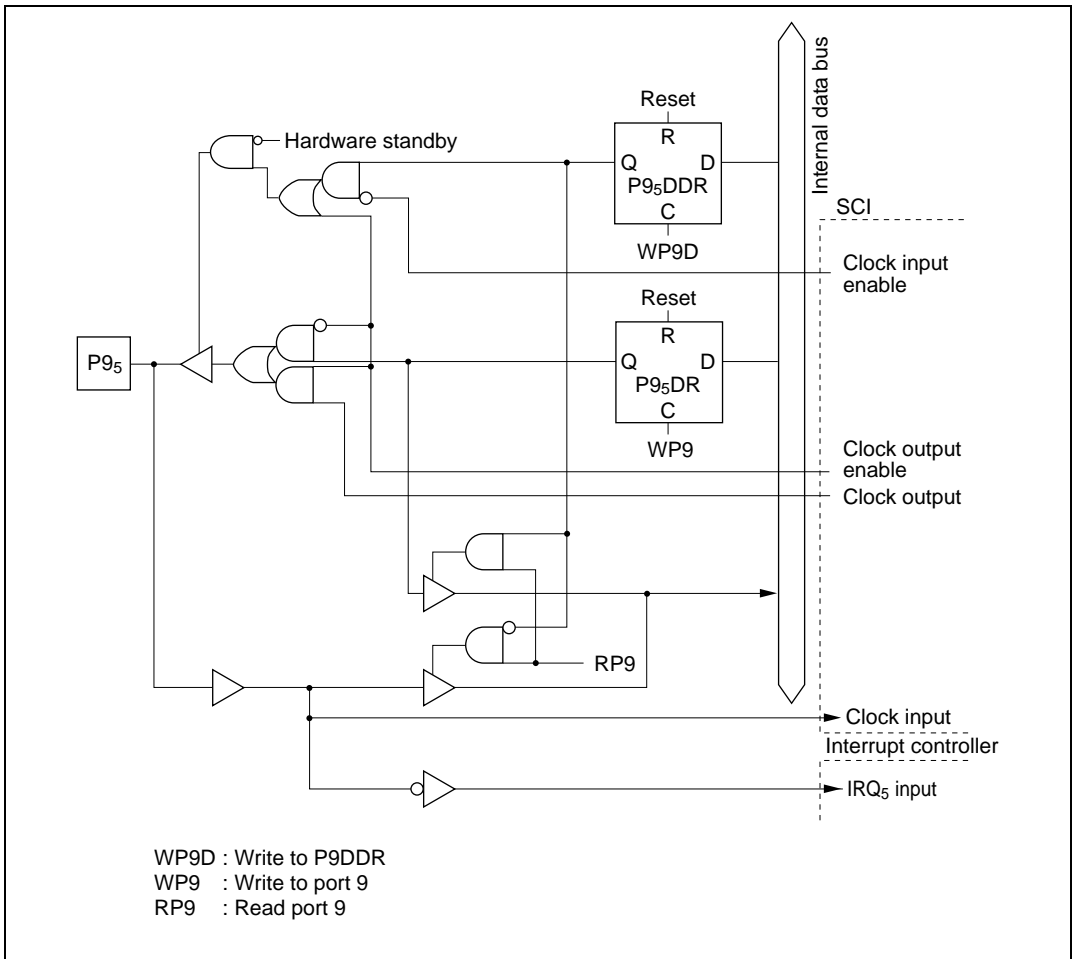 Internal data bus
Reset
R
Hardware standby
Q D
P9₅DDR
C
SCI
WP9D
Clock input
enable
Reset
R
P9₅
Q D
P9₅DR
C
WP9
Clock output
enable
Clock output
RP9
Clock input
Interrupt controller
IRQ₅ input
WP9D : Write to P9DDR
WP9 : Write to port 9
RP9 : Read port 9